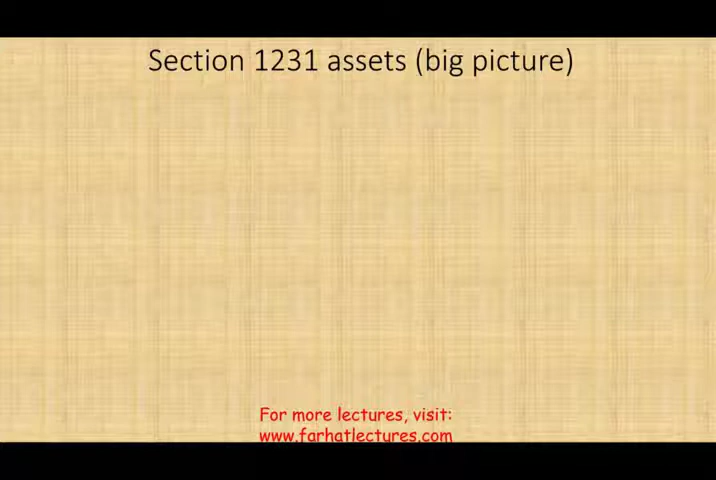 Section 1231 assets (big picture)
For more lectures, visit:
www.farhatlectures.com